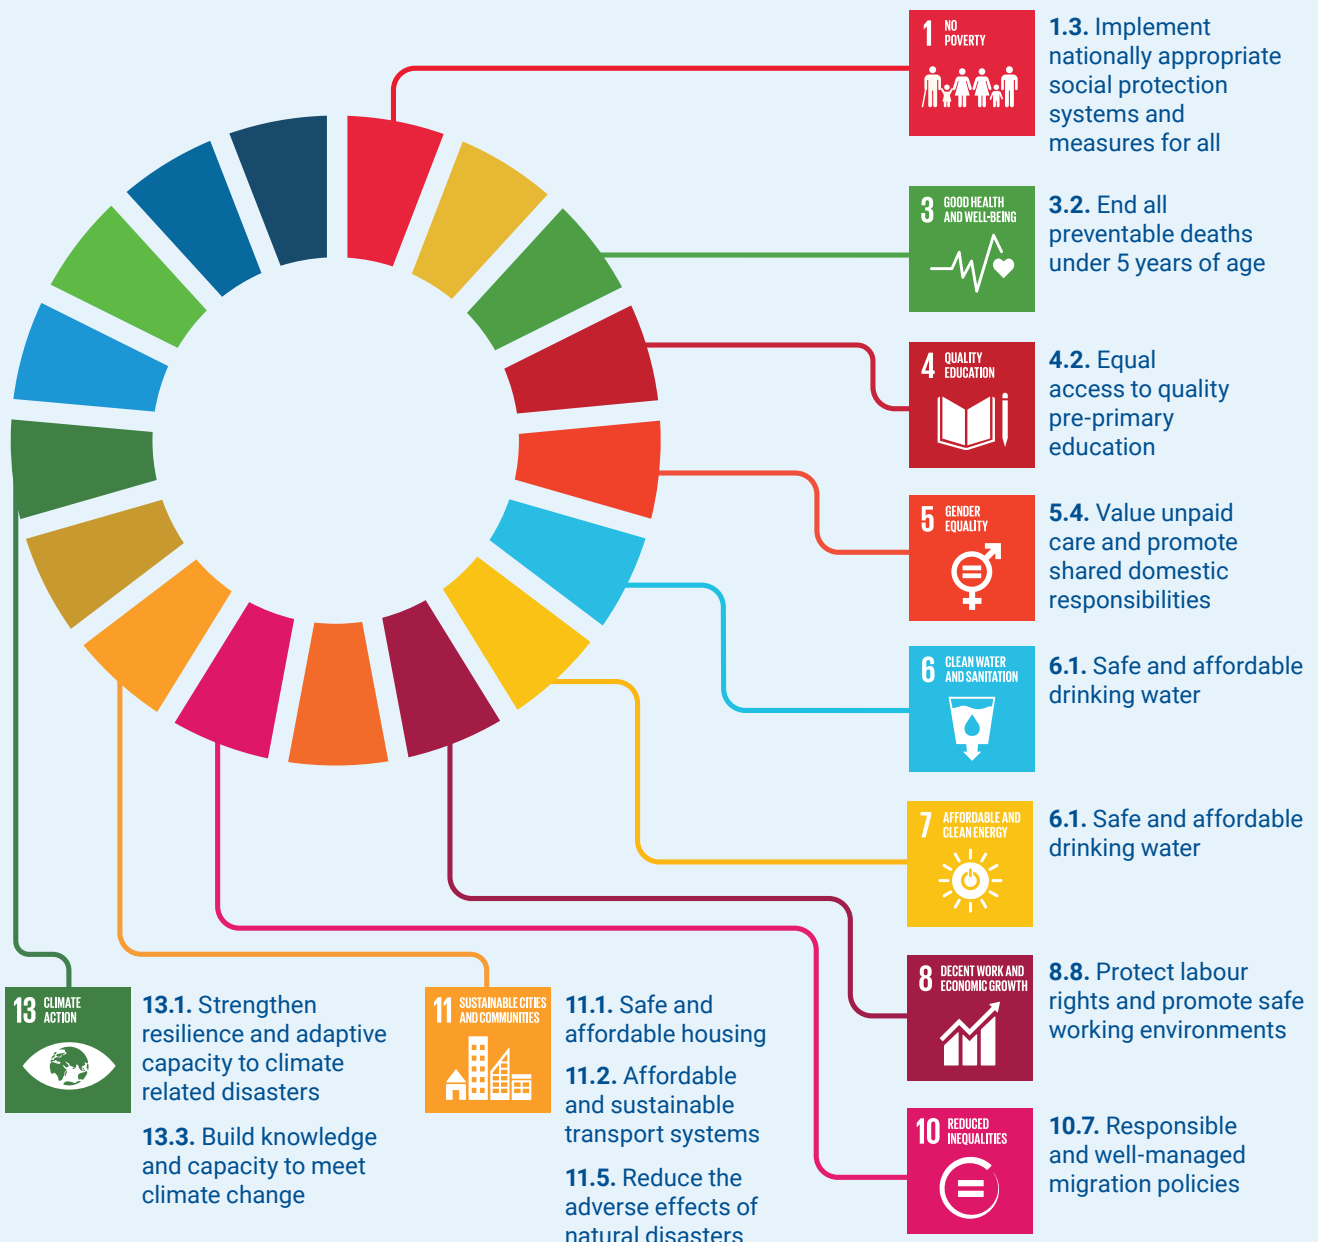 1 NO
POVERTY
1.3. Implement
nationally appropriate
social protection
systems and
measures for all
3 GOOD HEALTH
AND WELL-BEING
3.2. End all
preventable deaths
under 5 years of age
4 QUALITY
EDUCATION
4.2. Equal
access to quality
pre-primary
education
5 GENDER
EQUALITY
5.4. Value unpaid
care and promote
shared domestic
responsibilities
6 CLEAN WATER
AND SANITATION
6.1. Safe and affordable
drinking water
7 AFFORDABLE AND
CLEAN ENERGY
6.1. Safe and affordable
drinking water
8 DECENT WORK AND
ECONOMIC GROWTH
8.8. Protect labour
rights and promote safe
working environments
10 REDUCED
INEQUALITIES
10.7. Responsible
and well-managed
migration policies
13 CLIMATE
ACTION
13.1. Strengthen
resilience and adaptive
capacity to climate
related disasters
13.3. Build knowledge
and capacity to meet
climate change
11 SUSTAINABLE CITIES
AND COMMUNITIES
11.1. Safe and
affordable housing
11.2. Affordable
and sustainable
transport systems
11.5. Reduce the
adverse effects of
natural disasters